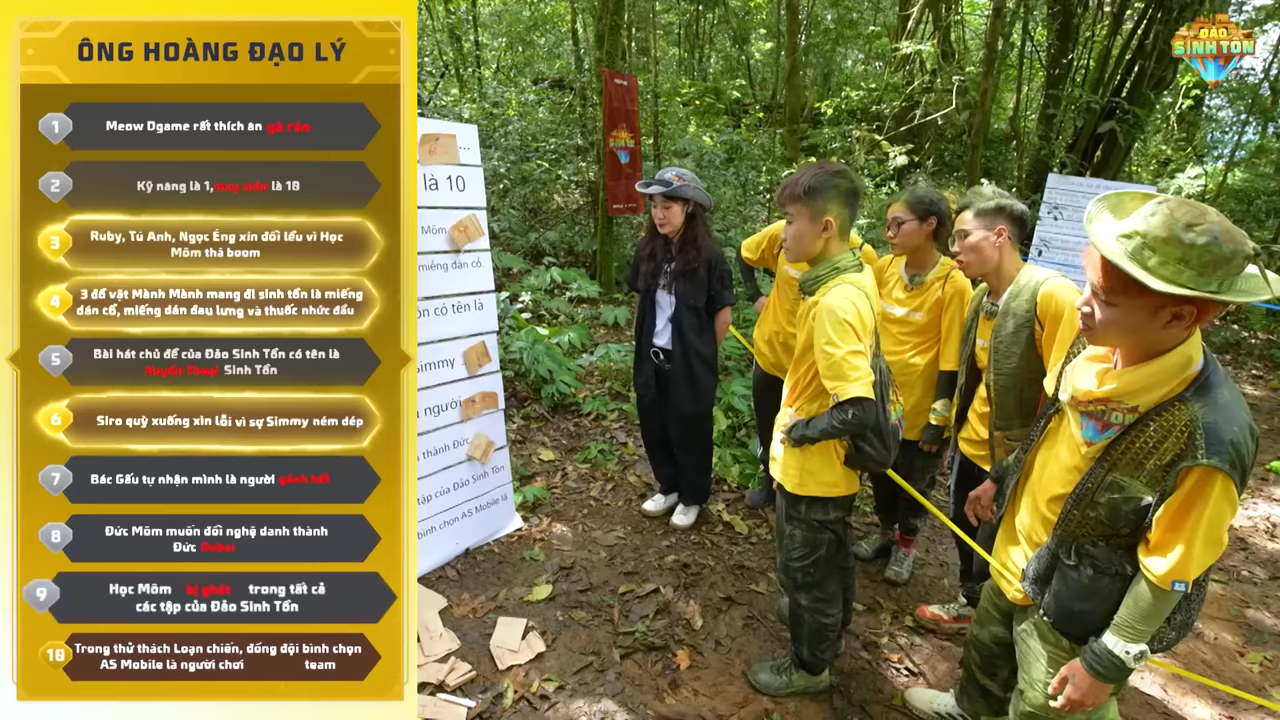 ÔNG HOÀNG ĐẠO LÝ
1
Meow Dgame rất thích ăn gà rán
2
Kỹ năng là 1, may mắn là 10
3
Ruby, Tú Anh, Ngọc Éng xin đổi lều vì Học
Mõm thả boom
4
3 đồ vật Mành Mành mang đi sinh tồn là miếng
dán cổ, miếng dán đau lưng và thuốc nhức đầu
5
Bài hát chủ đề của Đảo Sinh Tồn có tên là
Huyền Thoại Sinh Tồn
6
Siro quỳ xuống xin lỗi vì sợ Simmy ném dép
7
Bác Gấu tự nhận mình là người gánh hết
8
Đức Mõm muốn đổi nghệ danh thành
Đức Dubai
9
Học Mõm bị ghét trong tất cả
các tập của Đảo Sinh Tồn
10
Trong thử thách Loạn chiến, đồng đội bình chọn
AS Mobile là người chơi team
ĐẢO
SINH TỒN
...
là 10
Mõm
miếng dán cổ,
ồn có tên là
Simmy
người
thành Đức
tập của Đảo Sinh Tồn
bình chọn AS Mobile là